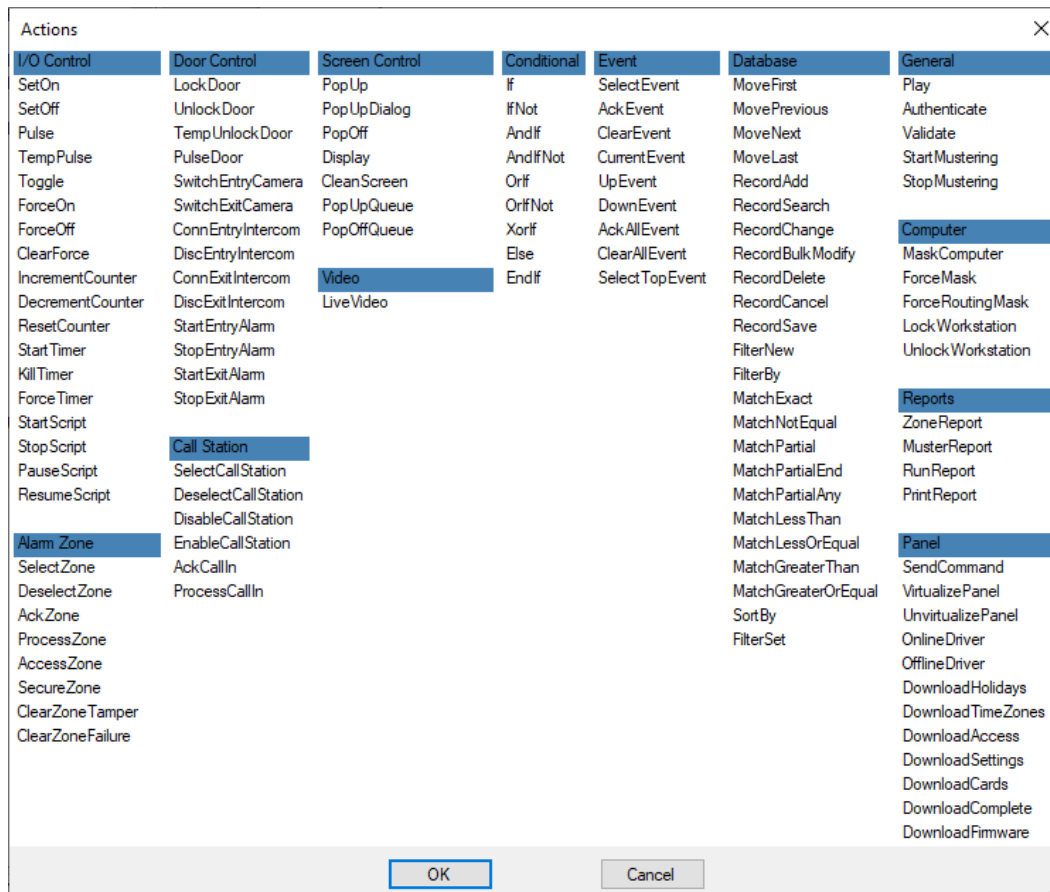 Actions
I/O Control
SetOn
SetOff
Pulse
TempPulse
Toggle
ForceOn
ForceOff
ClearForce
IncrementCounter
DecrementCounter
ResetCounter
StartTimer
KillTimer
ForceTimer
StartScript
StopScript
PauseScript
ResumeScript
Alarm Zone
SelectZone
DeselectZone
AckZone
ProcessZone
AccessZone
SecureZone
ClearZoneTamper
ClearZoneFailure
Door Control
LockDoor
UnlockDoor
TempUnlockDoor
PulseDoor
SwitchEntryCamera
SwitchExitCamera
ConnEntryIntercom
DiscEntryIntercom
ConnExitIntercom
DiscExitIntercom
StartEntryAlarm
StopEntryAlarm
StartExitAlarm
StopExitAlarm
Call Station
SelectCallStation
DeselectCallStation
DisableCallStation
EnableCallStation
AckCallIn
ProcessCallIn
Screen Control
PopUp
PopUpDialog
PopOff
Display
CleanScreen
PopUpQueue
PopOffQueue
Video
LiveVideo
Conditional
If
IfNot
AndIf
AndIfNot
OrIf
OrIfNot
XorIf
Else
EndIf
Event
SelectEvent
AckEvent
ClearEvent
CurrentEvent
UpEvent
DownEvent
AckAllEvent
ClearAllEvent
SelectTopEvent
Database
MoveFirst
MovePrevious
MoveNext
MoveLast
RecordAdd
RecordSearch
RecordChange
RecordBulkModify
RecordDelete
RecordCancel
RecordSave
FilterNew
FilterBy
MatchExact
MatchNotEqual
MatchPartial
MatchPartialEnd
MatchPartialAny
MatchLessThan
MatchLessOrEqual
MatchGreaterThan
MatchGreaterOrEqual
SortBy
FilterSet
General
Play
Authenticate
Validate
StartMustering
StopMustering
Computer
MaskComputer
ForceMask
ForceRoutingMask
LockWorkstation
UnlockWorkstation
Reports
ZoneReport
MusterReport
RunReport
PrintReport
Panel
SendCommand
VirtualizePanel
UnvirtualizePanel
OnlineDriver
OfflineDriver
DownloadHolidays
DownloadTimeZones
DownloadAccess
DownloadSettings
DownloadCards
DownloadComplete
DownloadFirmware
OK
Cancel